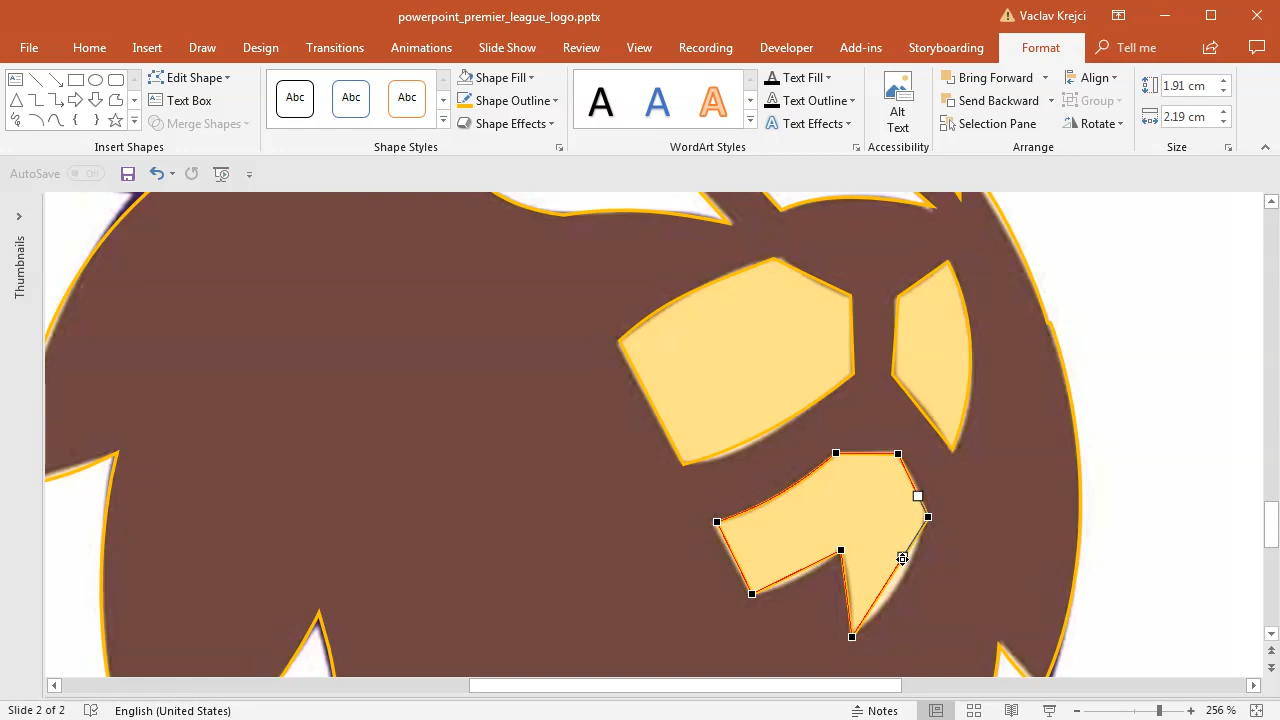 powerpoint_premier_league_logo.pptx
Vaclav Krejci
File Home Insert Draw Design Transitions Animations Slide Show Review View Recording Developer Add-ins Storyboarding Format Tell me
Edit Shape
Text Box
Merge Shapes
Insert Shapes
Abc Abc Abc
Shape Fill
Shape Outline
Shape Effects
Shape Styles
A A A
Text Fill
Text Outline
Text Effects
WordArt Styles
Alt
Text
Accessibility
Bring Forward
Send Backward
Selection Pane
Align
Group
Rotate
Arrange
1.91 cm
2.19 cm
Size
AutoSave Off
Thumbnails
Slide 2 of 2 English (United States) Notes 256 %